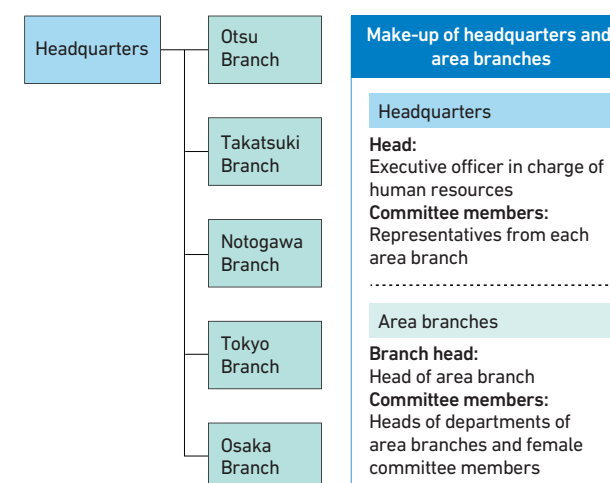 Headquarters
Otsu
Branch
Takatsuki
Branch
Notogawa
Branch
Tokyo
Branch
Osaka
Branch
Make-up of headquarters and
area branches
Headquarters
Head:
Executive officer in charge of
human resources
Committee members:
Representatives from each
area branch
Area branches
Branch head:
Head of area branch
Committee members:
Heads of departments of
area branches and female
committee members